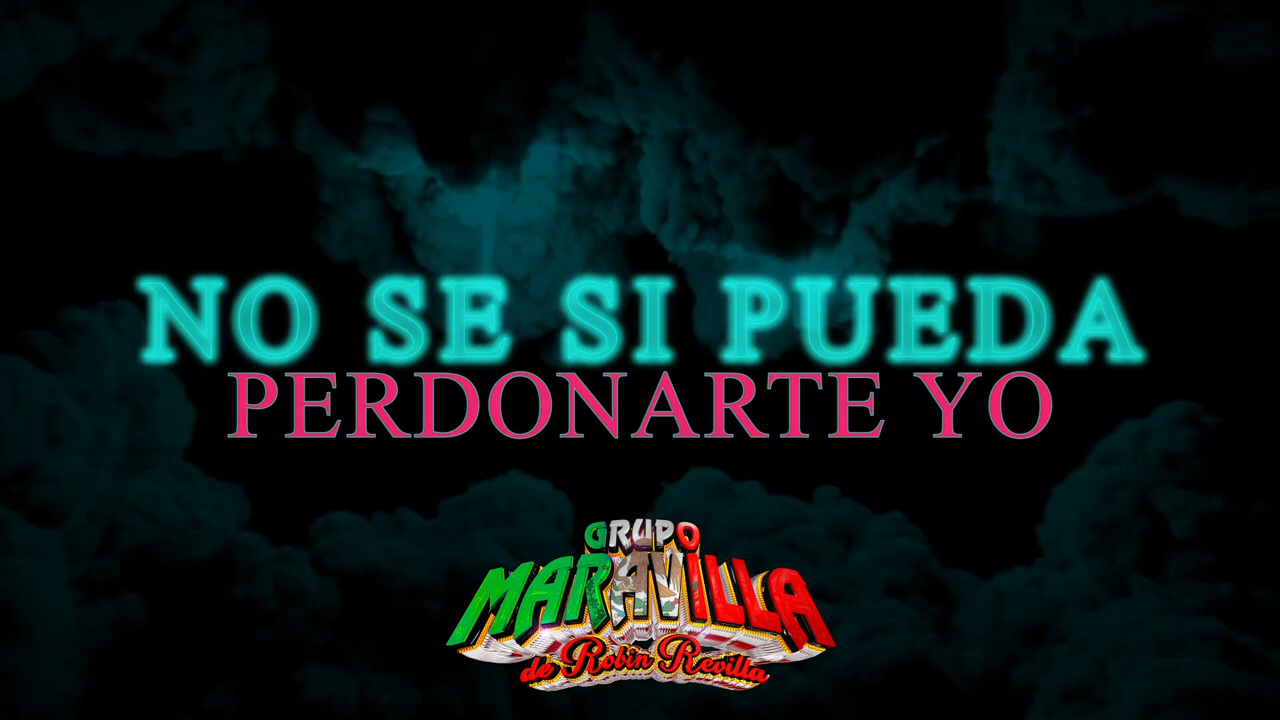 NO SE SI PUEDA
PERDONARTE YO
GRUPO
MARAVILLA
de Robin Revilla